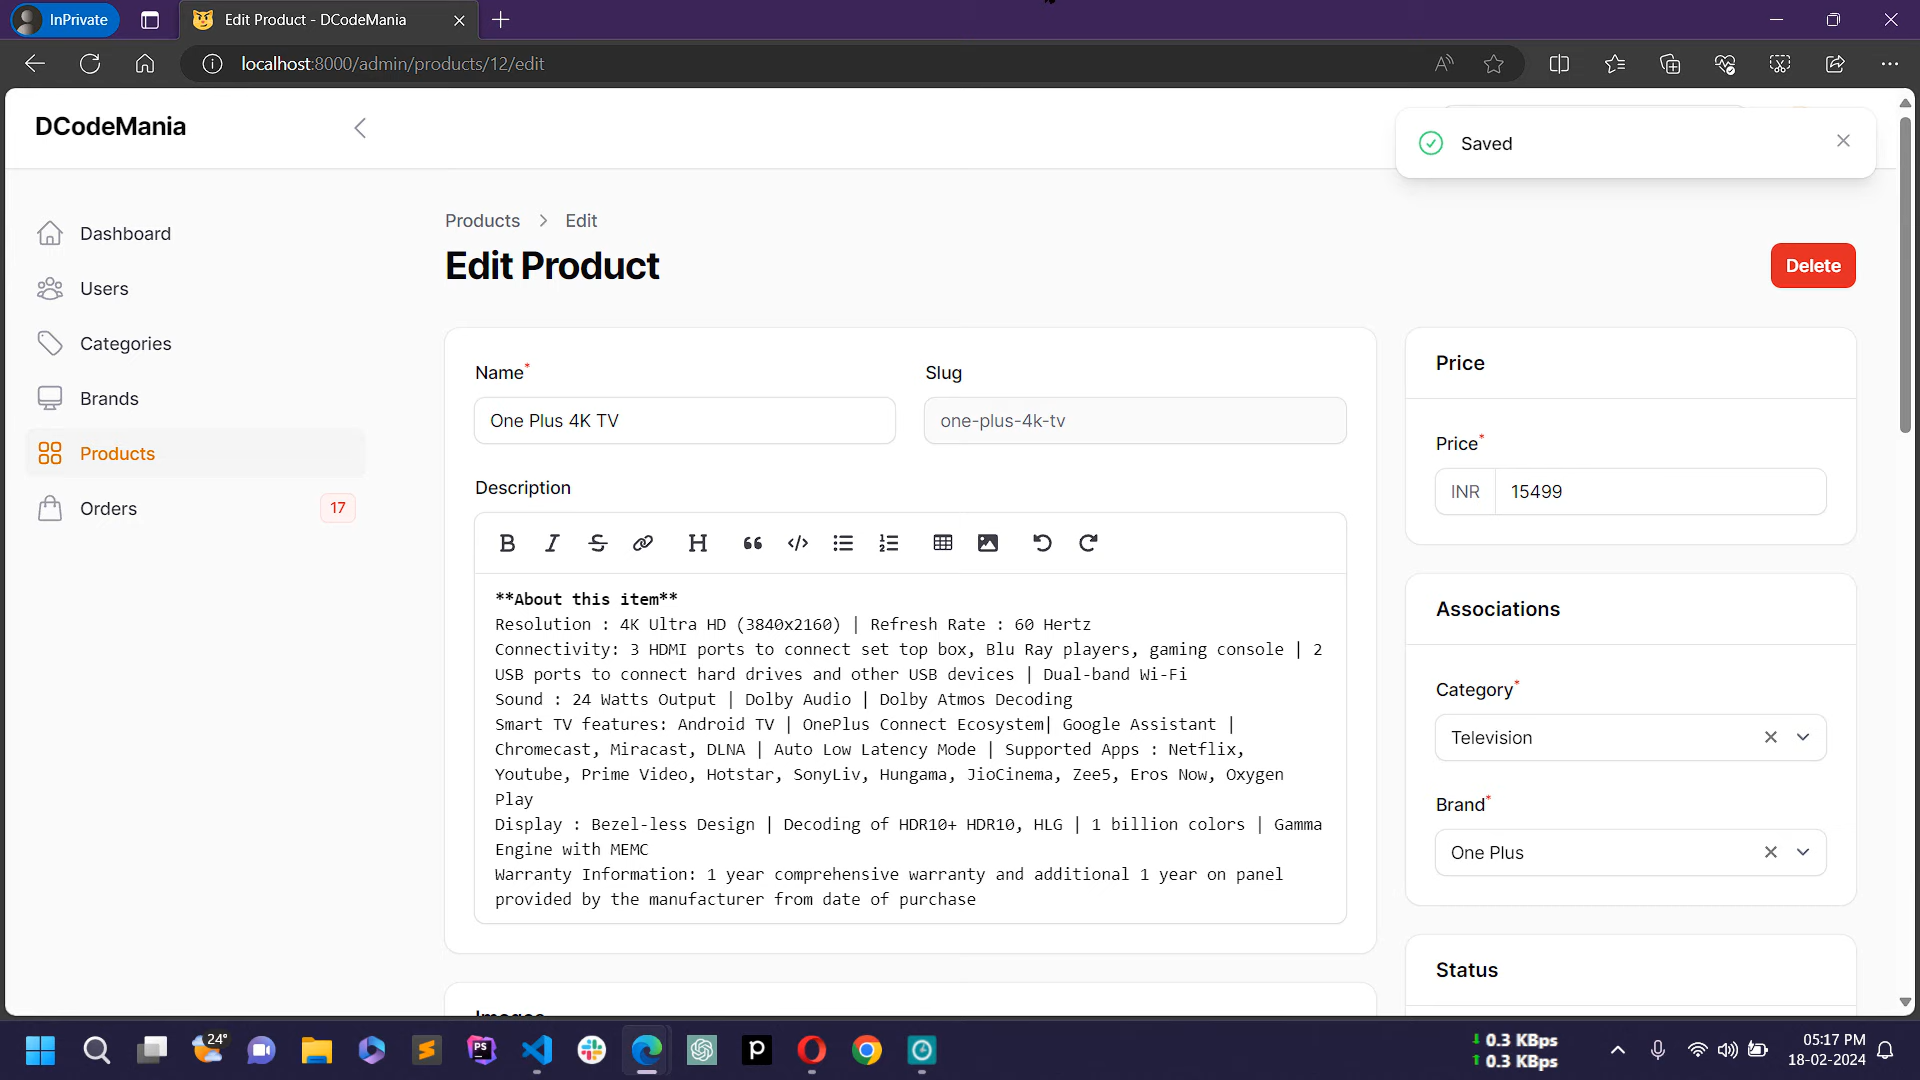 InPrivate
Edit Product - DCodeMania
localhost:8000/admin/products/12/edit
DCodeMania
Saved
Dashboard
Users
Categories
Brands
Products
Orders
17
Products > Edit
Edit Product
Delete
Name*
Slug
One Plus 4K TV
one-plus-4k-tv
Description
**About this item**
Resolution : 4K Ultra HD (3840x2160) | Refresh Rate : 60 Hertz
Connectivity: 3 HDMI ports to connect set top box, Blu Ray players, gaming console | 2
USB ports to connect hard drives and other USB devices | Dual-band Wi-Fi
Sound : 24 Watts Output | Dolby Audio | Dolby Atmos Decoding
Smart TV features: Android TV | OnePlus Connect Ecosystem| Google Assistant |
Chromecast, Miracast, DLNA | Auto Low Latency Mode | Supported Apps : Netflix,
Youtube, Prime Video, Hotstar, SonyLiv, Hungama, JioCinema, Zee5, Eros Now, Oxygen
Play
Display : Bezel-less Design | Decoding of HDR10+ HDR10, HLG | 1 billion colors | Gamma
Engine with MEMC
Warranty Information: 1 year comprehensive warranty and additional 1 year on panel
provided by the manufacturer from date of purchase
Images
Price
Price*
INR
15499
Associations
Category*
Television
Brand*
One Plus
Status
24°
0.3 KBps
0.3 KBps
05:17 PM
18-02-2024